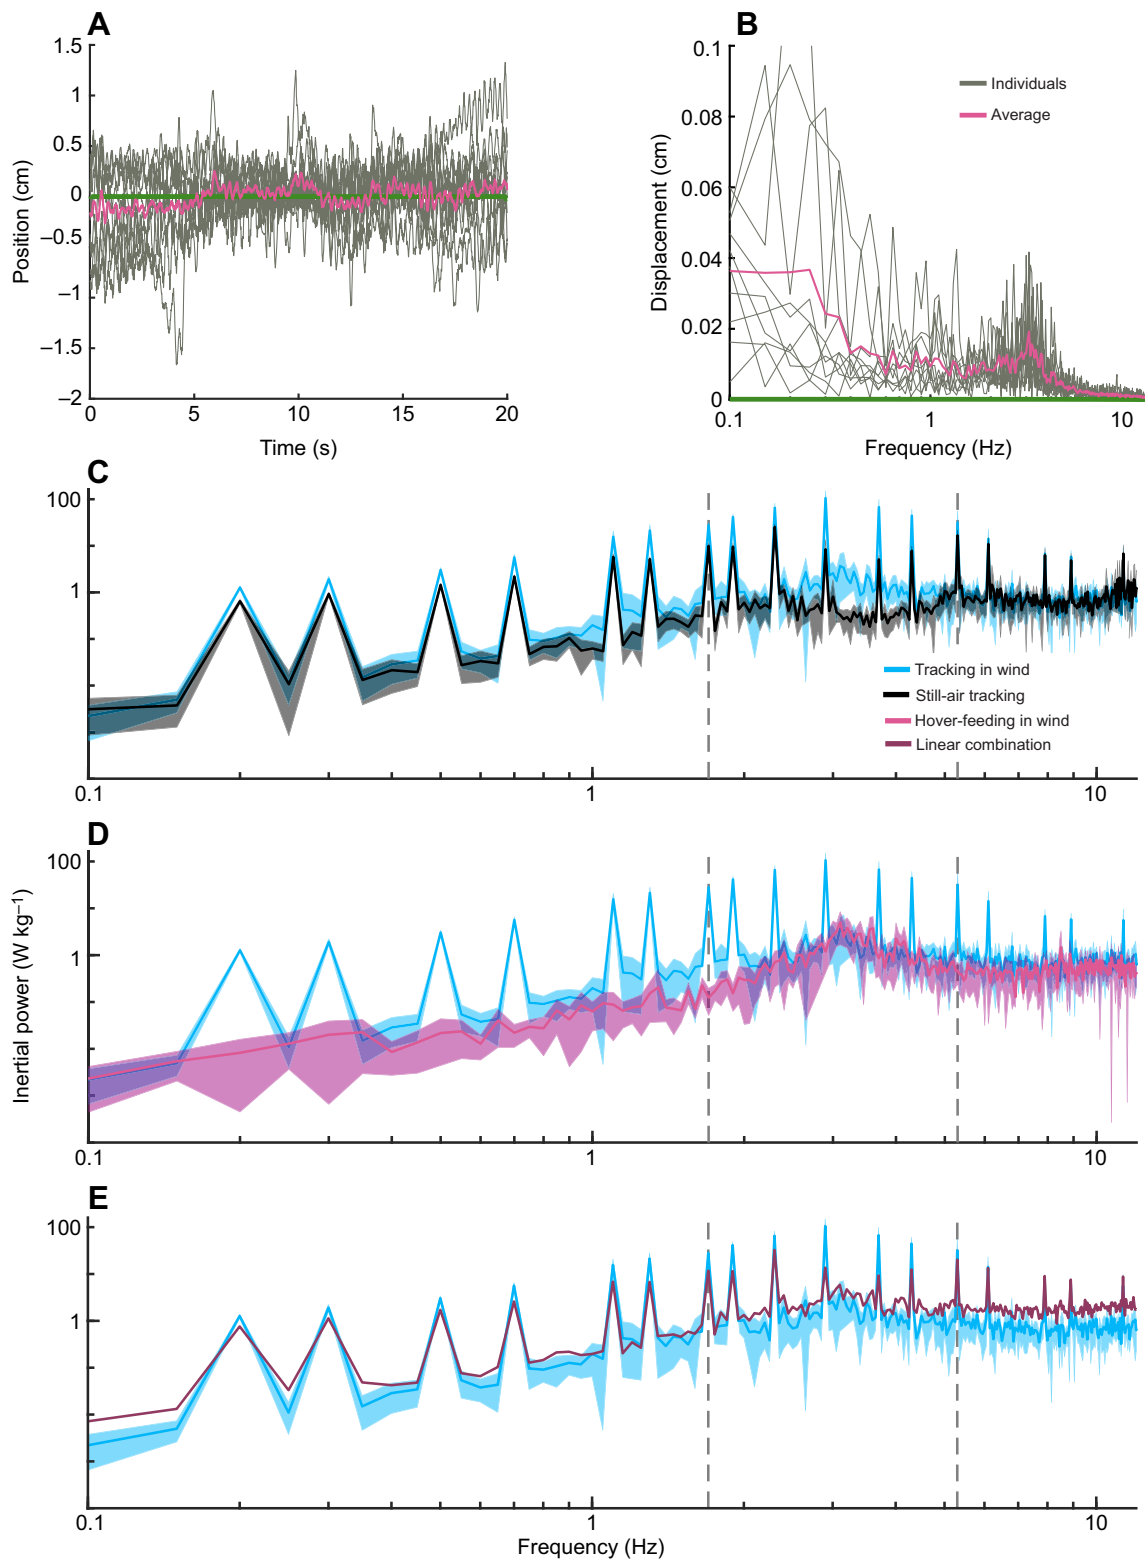 A
1.5
1
0.5
0
–0.5
–1
–1.5
–2
Position (cm)
0 5 10 15 20
Time (s)
B
0.1
0.08
0.06
0.04
0.02
0
Displacement (cm)
Individuals
Average
0.1 1 10
Frequency (Hz)
C
100
1
Tracking in wind
Still-air tracking
Hover-feeding in wind
Linear combination
0.1 1 10
D
100
1
Inertial power (W kg–1)
0.1 1 10
E
100
1
0.1 1 10
Frequency (Hz)